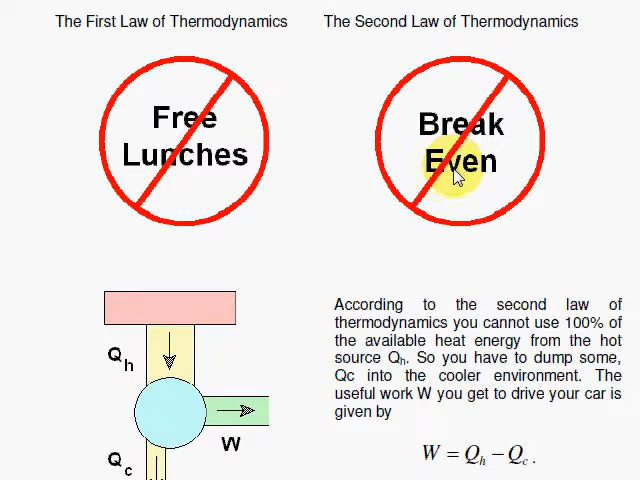 The First Law of Thermodynamics
The Second Law of Thermodynamics
Free
Lunches
Break
Even
Qh
W
Qc
According to the second law of
thermodynamics you cannot use 100% of
the available heat energy from the hot
source Qh. So you have to dump some,
Qc into the cooler environment. The
useful work W you get to drive your car is
given by
W = Qh − Qc .